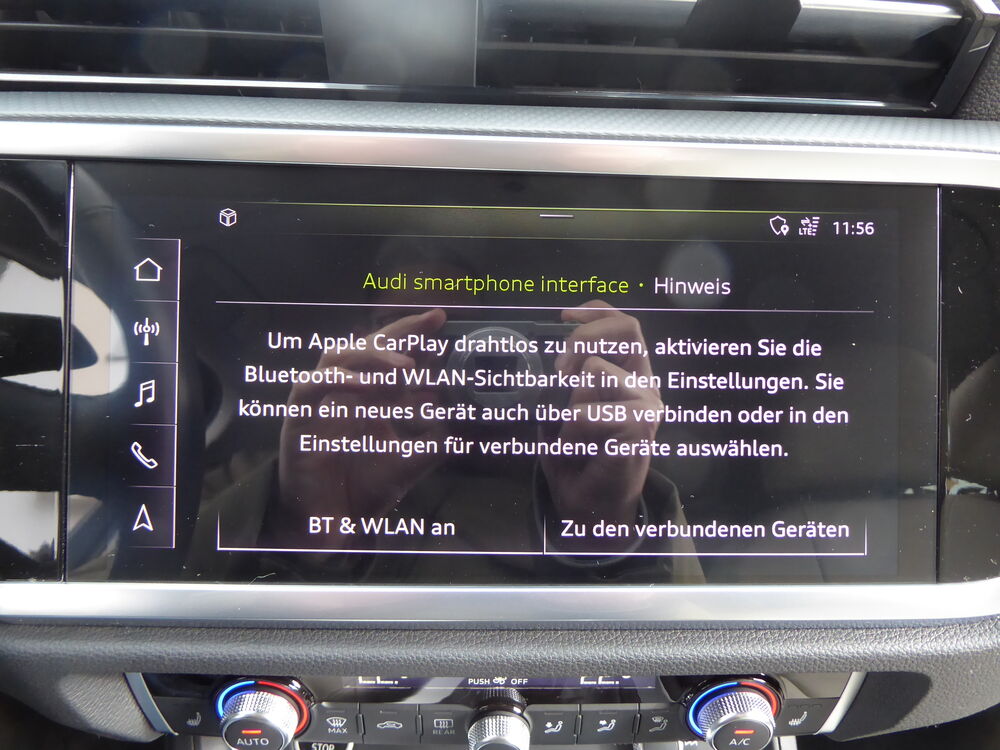 LTE 11:56
Audi smartphone interface • Hinweis
Um Apple CarPlay drahtlos zu nutzen, aktivieren Sie die
Bluetooth- und WLAN-Sichtbarkeit in den Einstellungen. Sie
können ein neues Gerät auch über USB verbinden oder in den
Einstellungen für verbundene Geräte auswählen.
BT & WLAN an
Zu den verbundenen Geräten
PUSH OFF
AUTO
MAX
REAR
A/C
STOP